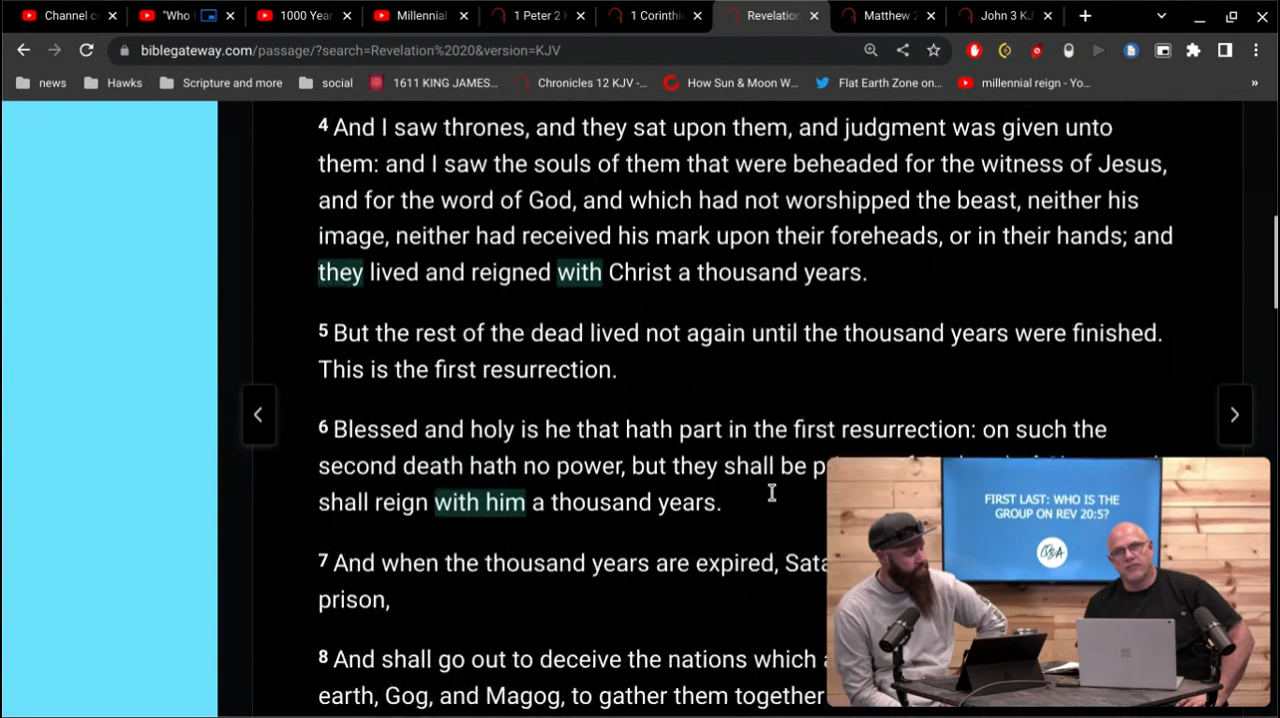 Channel c
"Who
1000 Year
Millennial
1 Peter 2
1 Corinthi
Revelation
Matthew 2
John 3 KJ
biblegateway.com/passage/?search=Revelation%2020&version=KJV
news Hawks Scripture and more social 1611 KING JAMES... Chronicles 12 KJV -... How Sun & Moon W... Flat Earth Zone on... millennial reign - Yo... »
4 And I saw thrones, and they sat upon them, and judgment was given unto
them: and I saw the souls of them that were beheaded for the witness of Jesus,
and for the word of God, and which had not worshipped the beast, neither his
image, neither had received his mark upon their foreheads, or in their hands; and
they lived and reigned with Christ a thousand years.
5 But the rest of the dead lived not again until the thousand years were finished.
This is the first resurrection.
6 Blessed and holy is he that hath part in the first resurrection: on such the
second death hath no power, but they shall be
shall reign with him a thousand years.
7 And when the thousand years are expired, Sata
prison,
8 And shall go out to deceive the nations which
earth, Gog, and Magog, to gather them together
FIRST LAST: WHO IS THE
GROUP ON REV 20:5?
Q&A